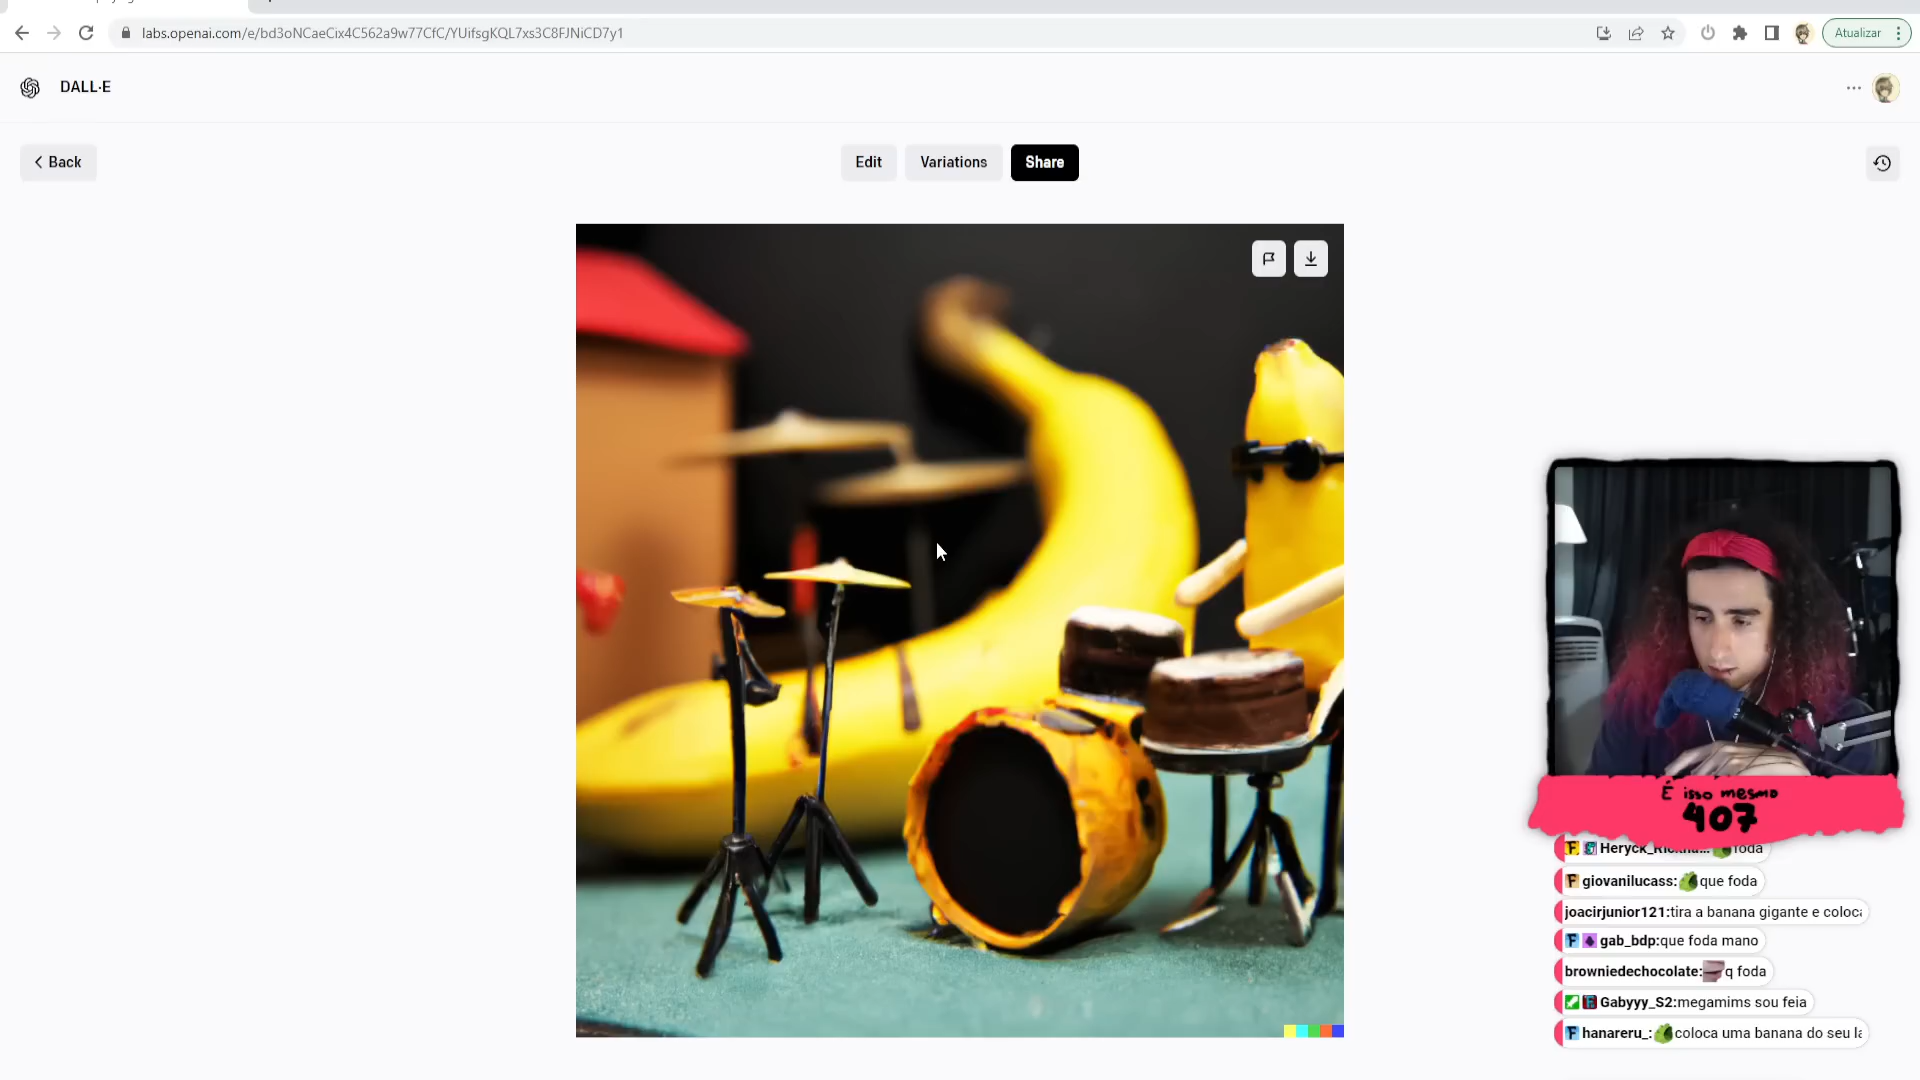 labs.openai.com/e/bd3oNCaeCix4C562a9w77CfC/YUifsgKQL7xs3C8FJNiCD7y1
Atualizar
DALL·E
Back
Edit
Variations
Share
É isso mesmo
407
foda
giovanilucass: que foda
joacirjunior121:tira a banana gigante e coloca
gab_bdp:que foda mano
browniedechocolate: q foda
Gabyyy_S2:megamims sou feia
hanareru_: coloca uma banana do seu la